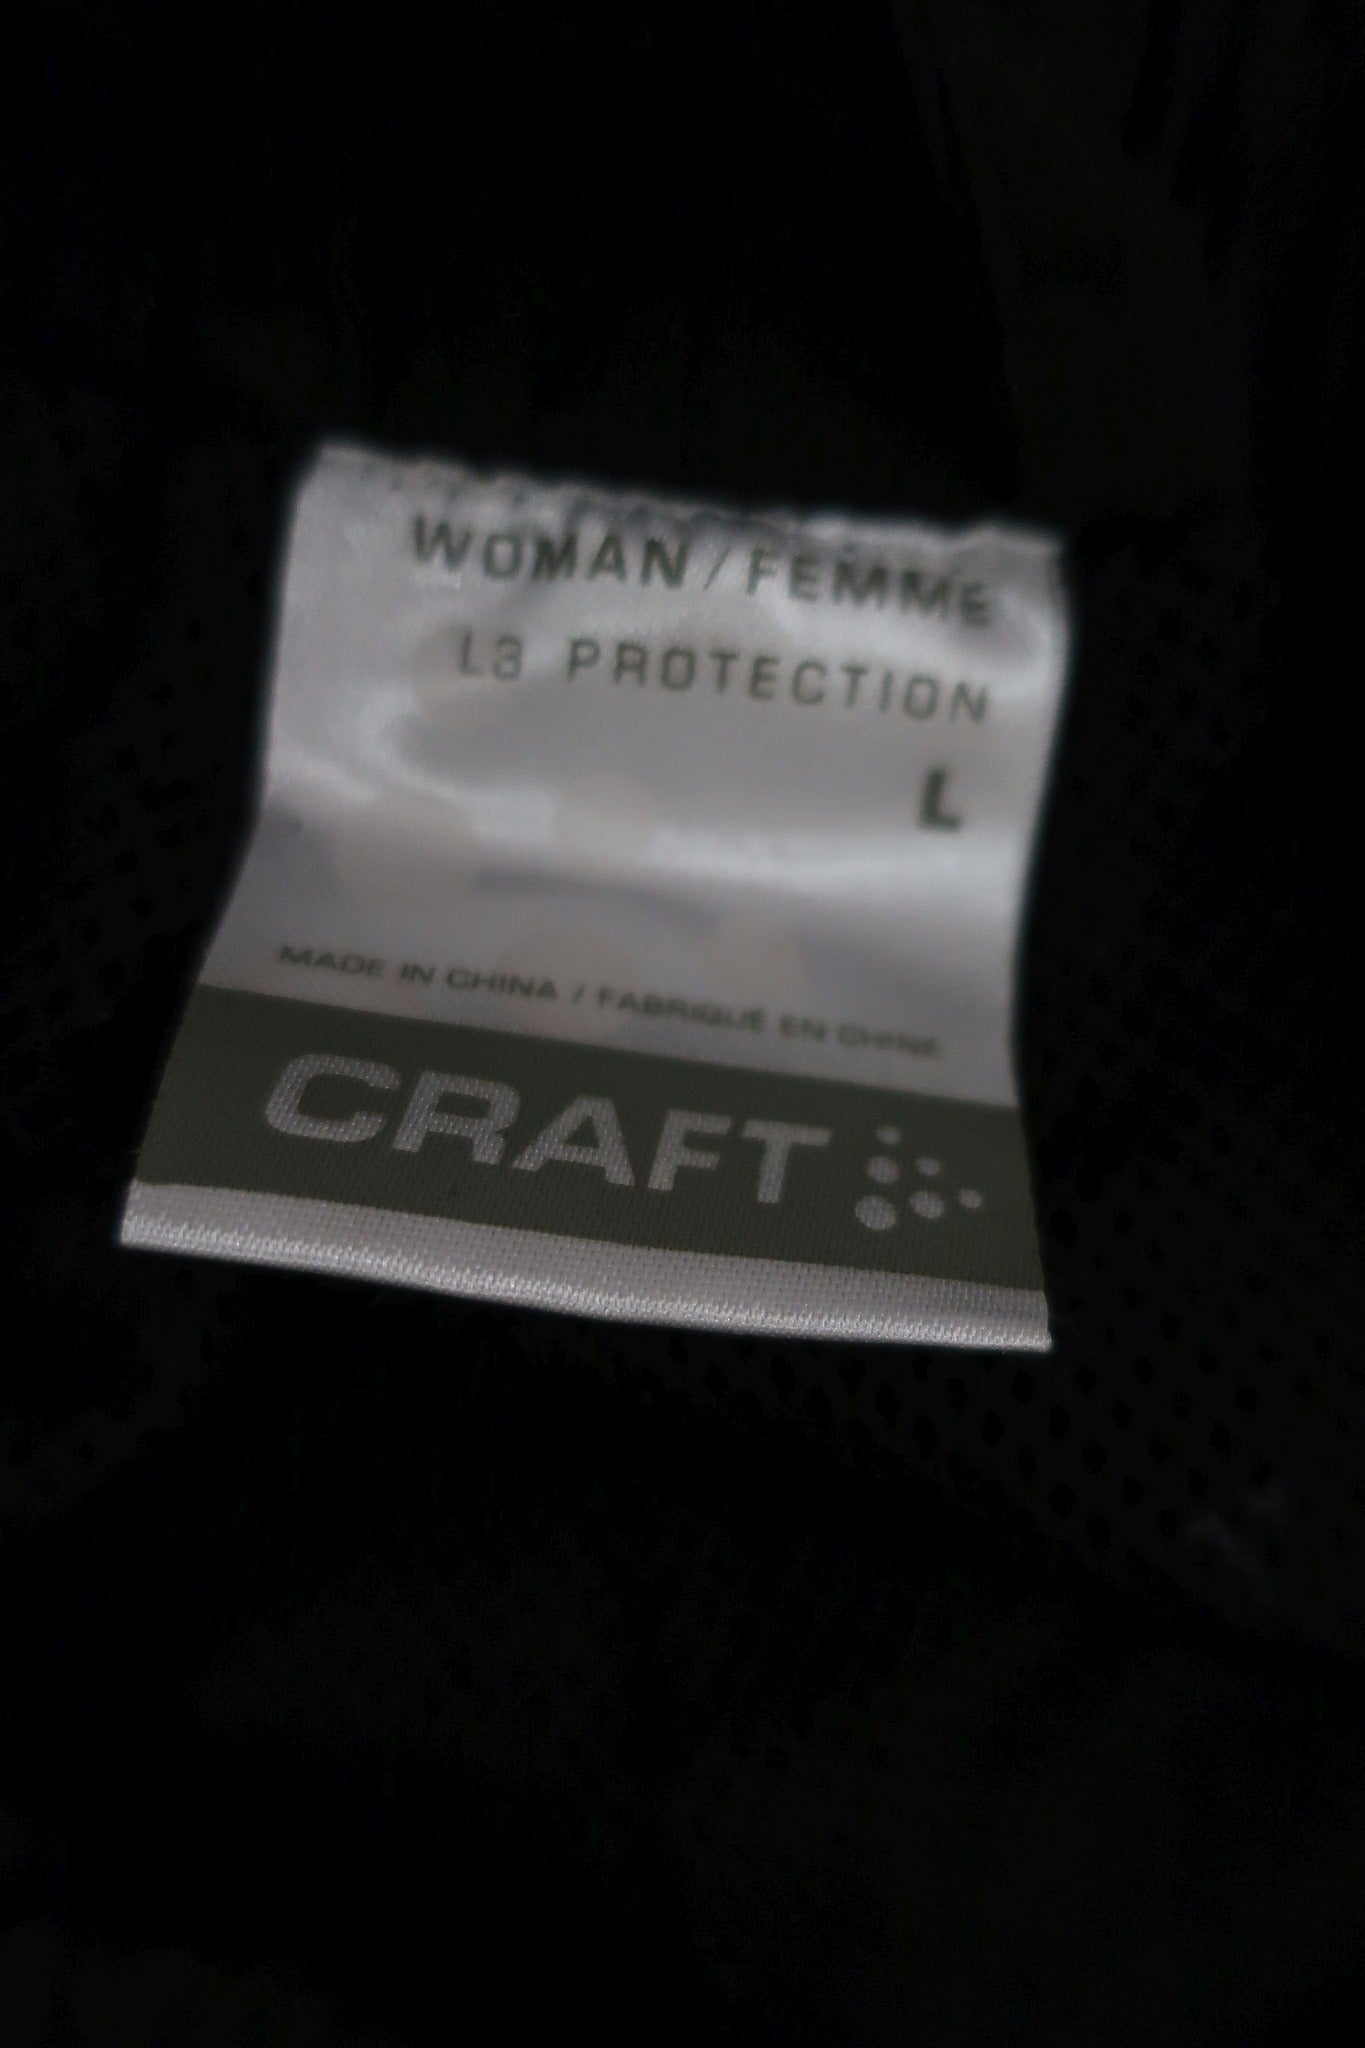 WOMAN / FEMME
L3 PROTECTION
L
MADE IN CHINA / FABRIQUÉ EN CHINE
CRAFT